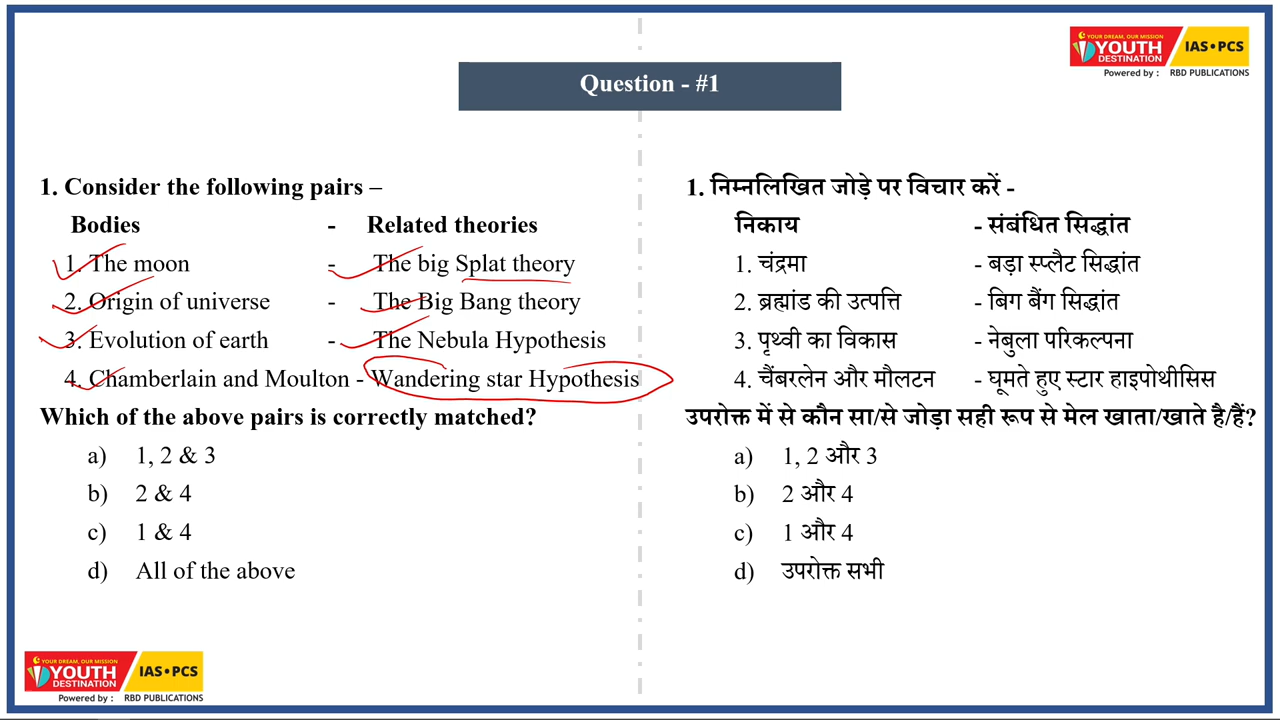 YOUR DREAM, OUR MISSION
YOUTH
DESTINATION
IAS•PCS
Powered by : RBD PUBLICATIONS
Question - #1
1. Consider the following pairs –
Bodies - Related theories
1. The moon - The big Splat theory
2. Origin of universe - The Big Bang theory
3. Evolution of earth - The Nebula Hypothesis
4. Chamberlain and Moulton - Wandering star Hypothesis
Which of the above pairs is correctly matched?
a) 1, 2 & 3
b) 2 & 4
c) 1 & 4
d) All of the above
1. निम्नलिखित जोड़े पर विचार करें -
निकाय - संबंधित सिद्धांत
1. चंद्रमा - बड़ा स्प्लैट सिद्धांत
2. ब्रह्मांड की उत्पत्ति - बिग बैंग सिद्धांत
3. पृथ्वी का विकास - नेबुला परिकल्पना
4. चैंबरलेन और मौलटन - घूमते हुए स्टार हाइपोथीसिस
उपरोक्त में से कौन सा/से जोड़ा सही रूप से मेल खाता/खाते है/हैं?
a) 1, 2 और 3
b) 2 और 4
c) 1 और 4
d) उपरोक्त सभी
YOUR DREAM, OUR MISSION
YOUTH
DESTINATION
IAS•PCS
Powered by : RBD PUBLICATIONS